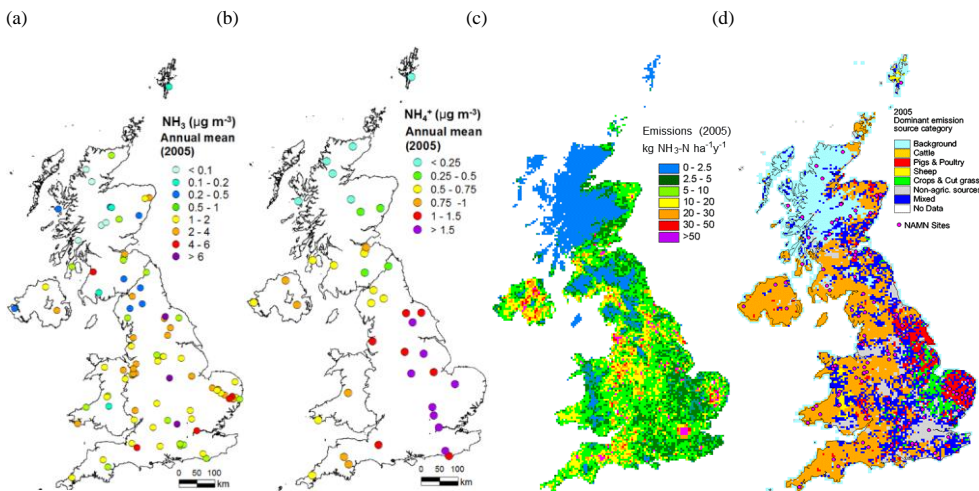 (a)
(b)
(c)
(d)
NH₃ (µg m⁻³)
Annual mean
(2005)
< 0.1
0.1 - 0.2
0.2 - 0.5
0.5 - 1
1 - 2
2 - 4
4 - 6
> 6
0 50 100
km
NH₄⁺ (µg m⁻³)
Annual mean
(2005)
< 0.25
0.25 - 0.5
0.5 - 0.75
0.75 - 1
1 - 1.5
> 1.5
0 50 100
km
Emissions (2005)
kg NH₃-N ha⁻¹y⁻¹
0 - 2.5
2.5 - 5
5 - 10
10 - 20
20 - 30
30 - 50
>50
2005
Dominant emission
source category
Background
Cattle
Pigs & Poultry
Sheep
Crops & Cut grass
Non-agric. sources
Mixed
No Data
NAMN Sites